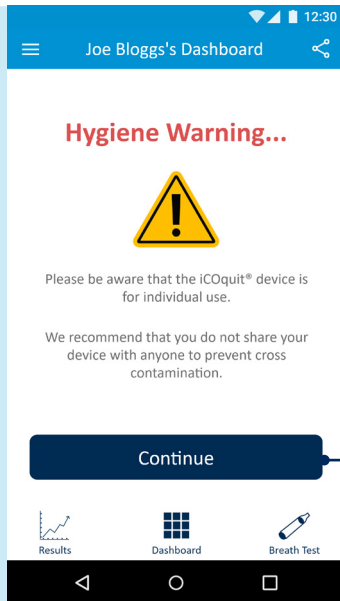 12:30
Joe Bloggs's Dashboard
Hygiene Warning...
Please be aware that the iCOquit® device is
for individual use.
We recommend that you do not share your
device with anyone to prevent cross
contamination.
Continue
Results
Dashboard
Breath Test